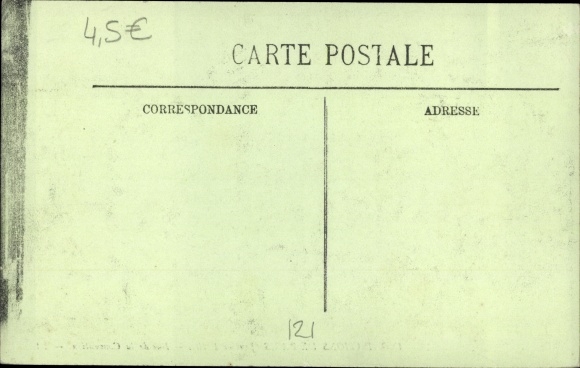 4,5€
CARTE POSTALE
CORRESPONDANCE
ADRESSE
121